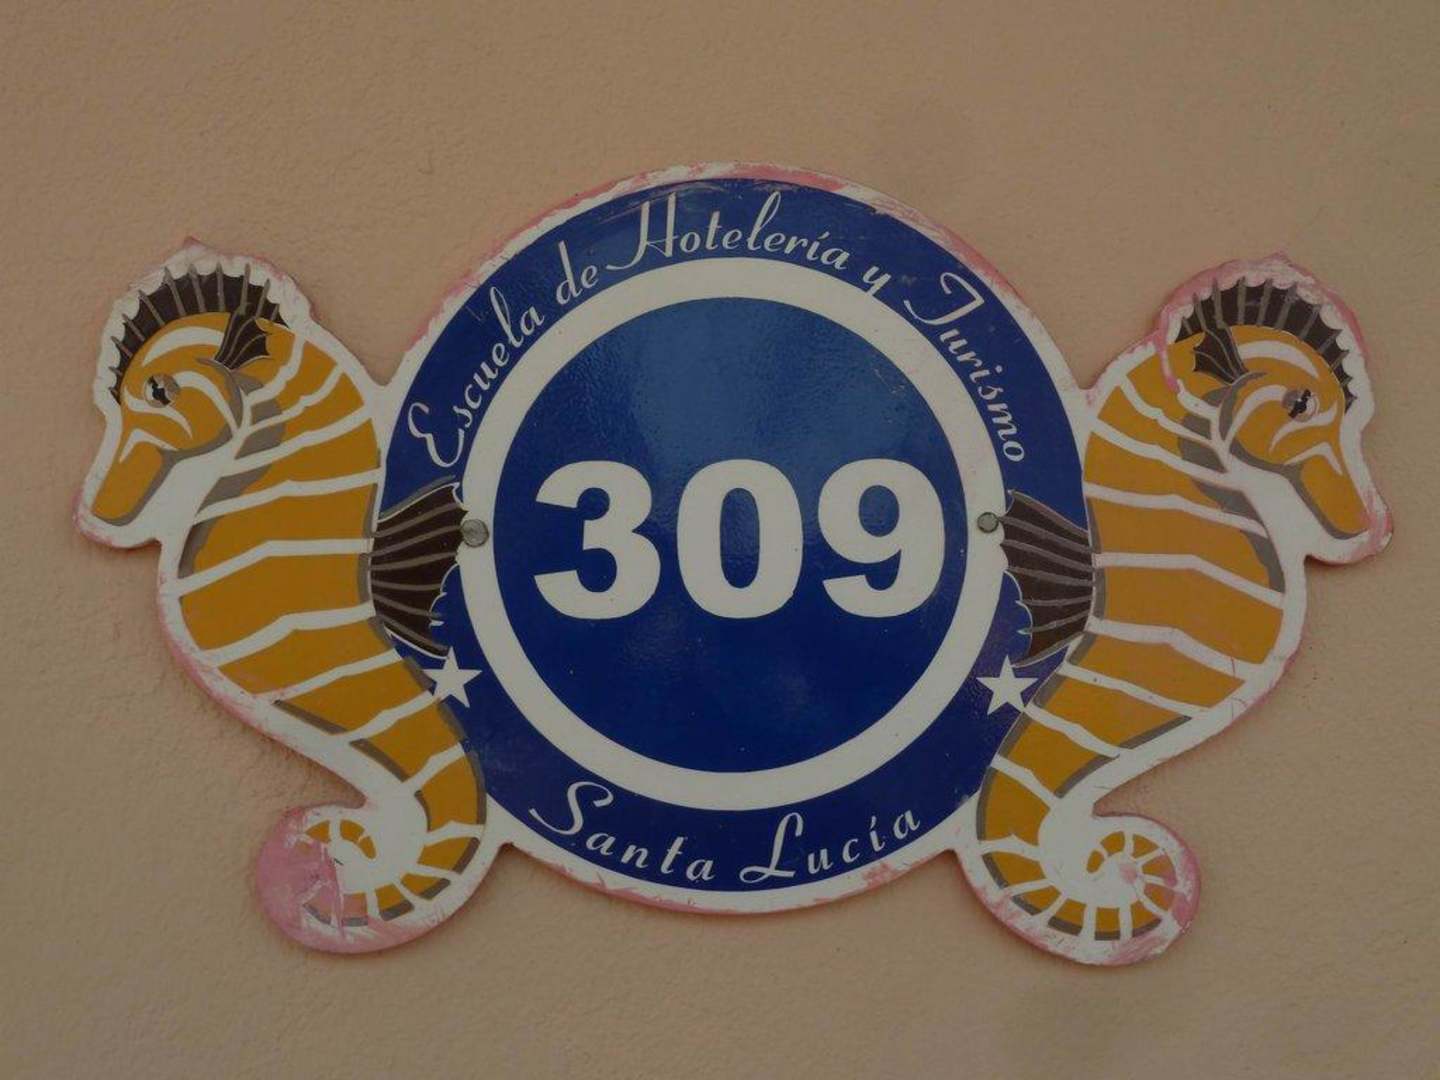 Escuela de Hotelería y Turismo
309
Santa Lucía